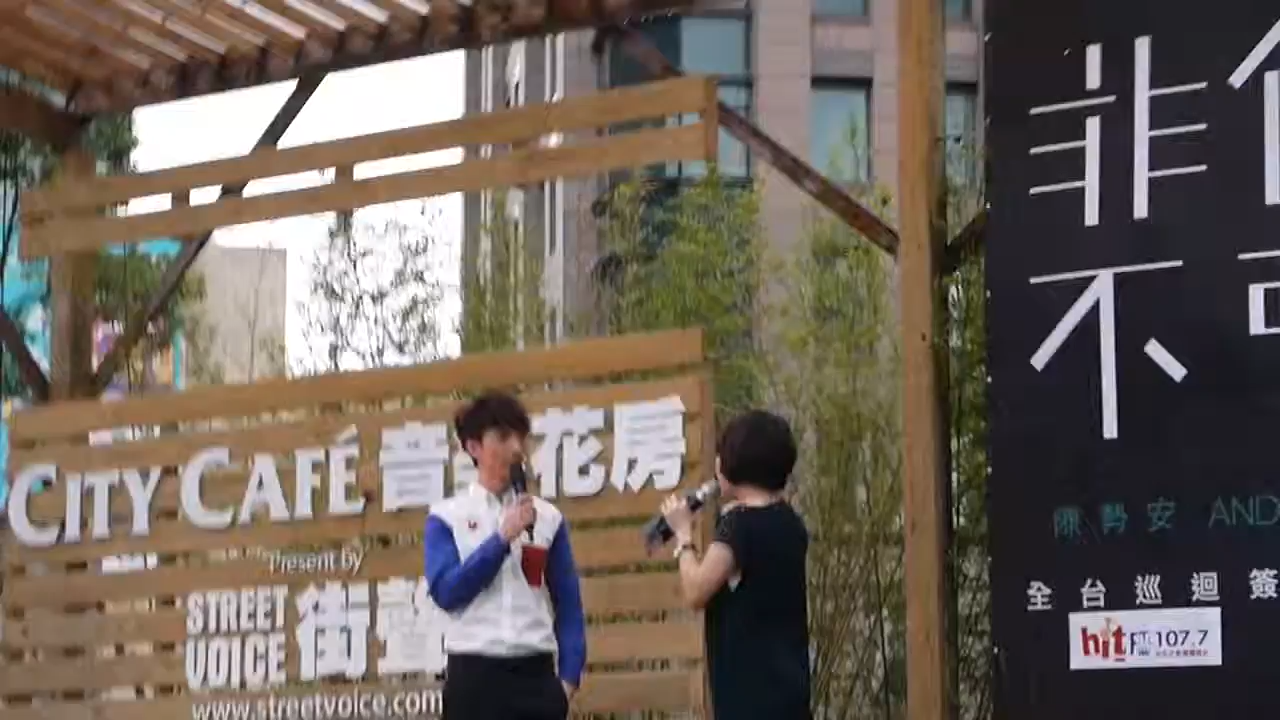 CITY CAFÉ 音 花房
Present by
STREET VOICE 街聲
www.streetvoice.com
非
不
陳勢安 AND
全台巡迴簽
hit FM 107.7